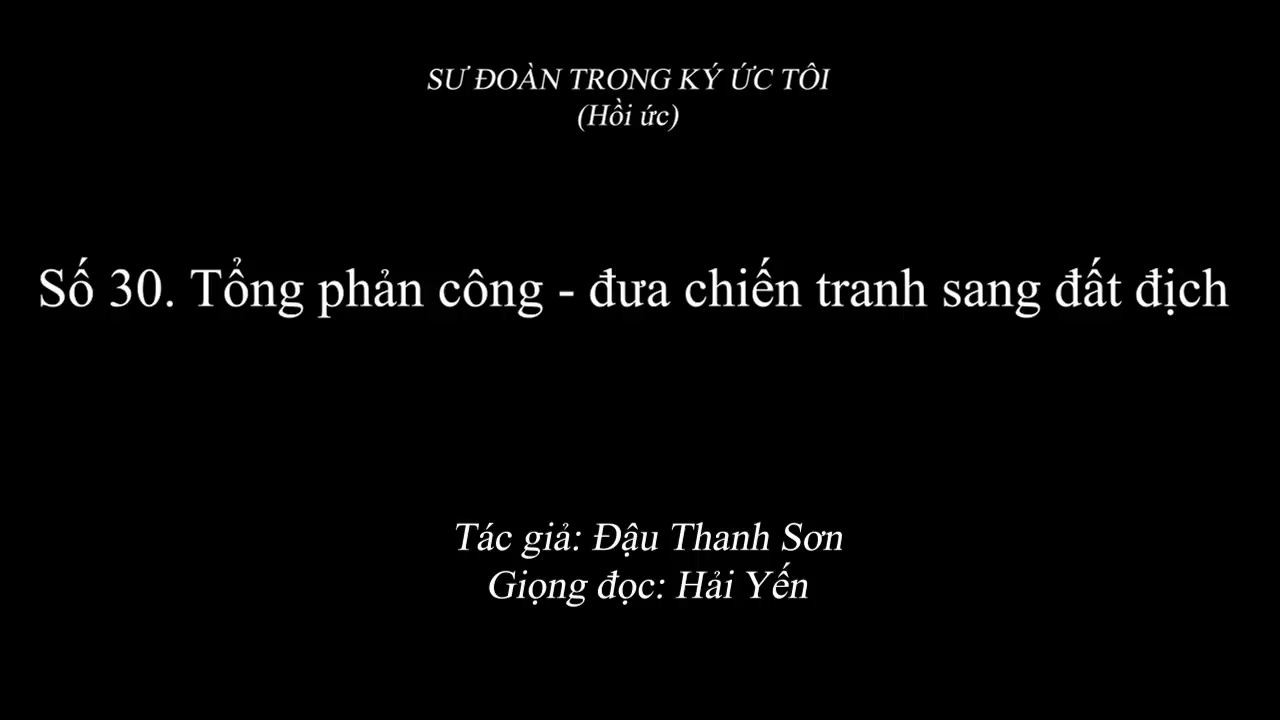 SƯ ĐOÀN TRONG KÝ ỨC TÔI
(Hồi ức)
Số 30. Tổng phản công - đưa chiến tranh sang đất địch
Tác giả: Đậu Thanh Sơn
Giọng đọc: Hải Yến